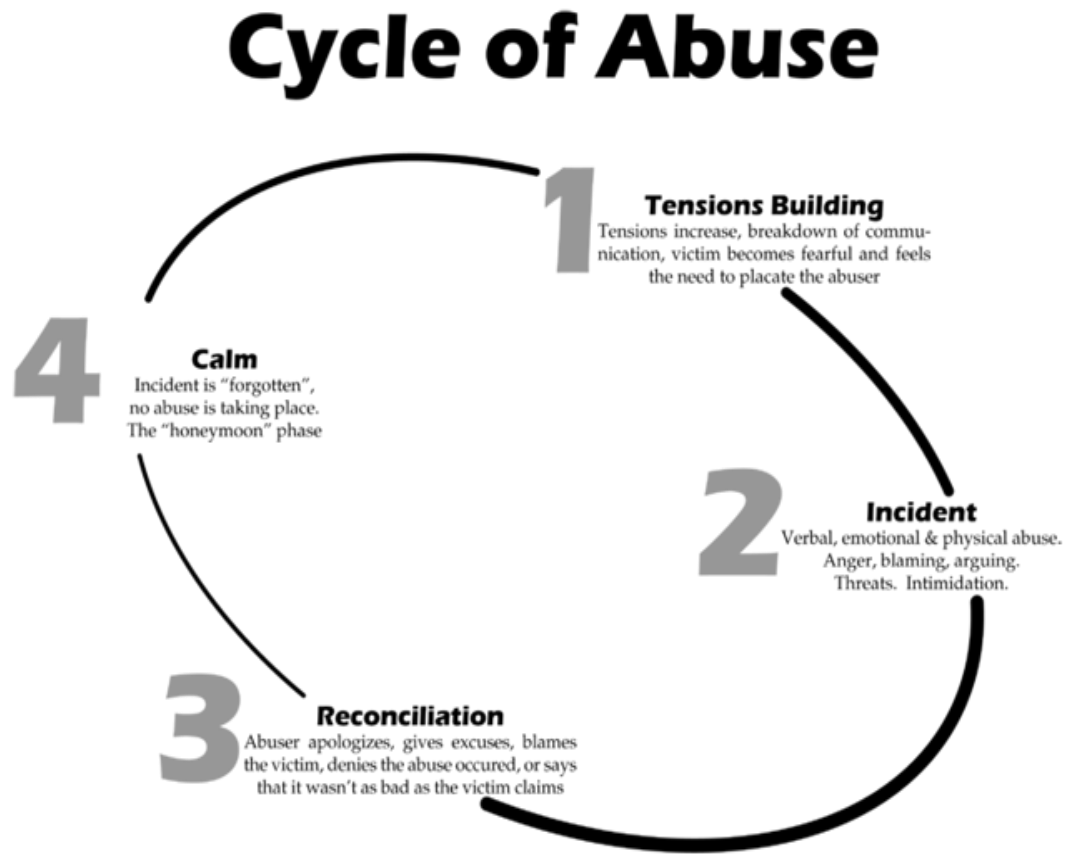 Cycle of Abuse
1
Tensions Building
Tensions increase, breakdown of commu-
nication, victim becomes fearful and feels
the need to placate the abuser
2
Incident
Verbal, emotional & physical abuse.
Anger, blaming, arguing.
Threats. Intimidation.
3
Reconciliation
Abuser apologizes, gives excuses, blames
the victim, denies the abuse occured, or says
that it wasn't as bad as the victim claims
4
Calm
Incident is “forgotten”,
no abuse is taking place.
The “honeymoon” phase